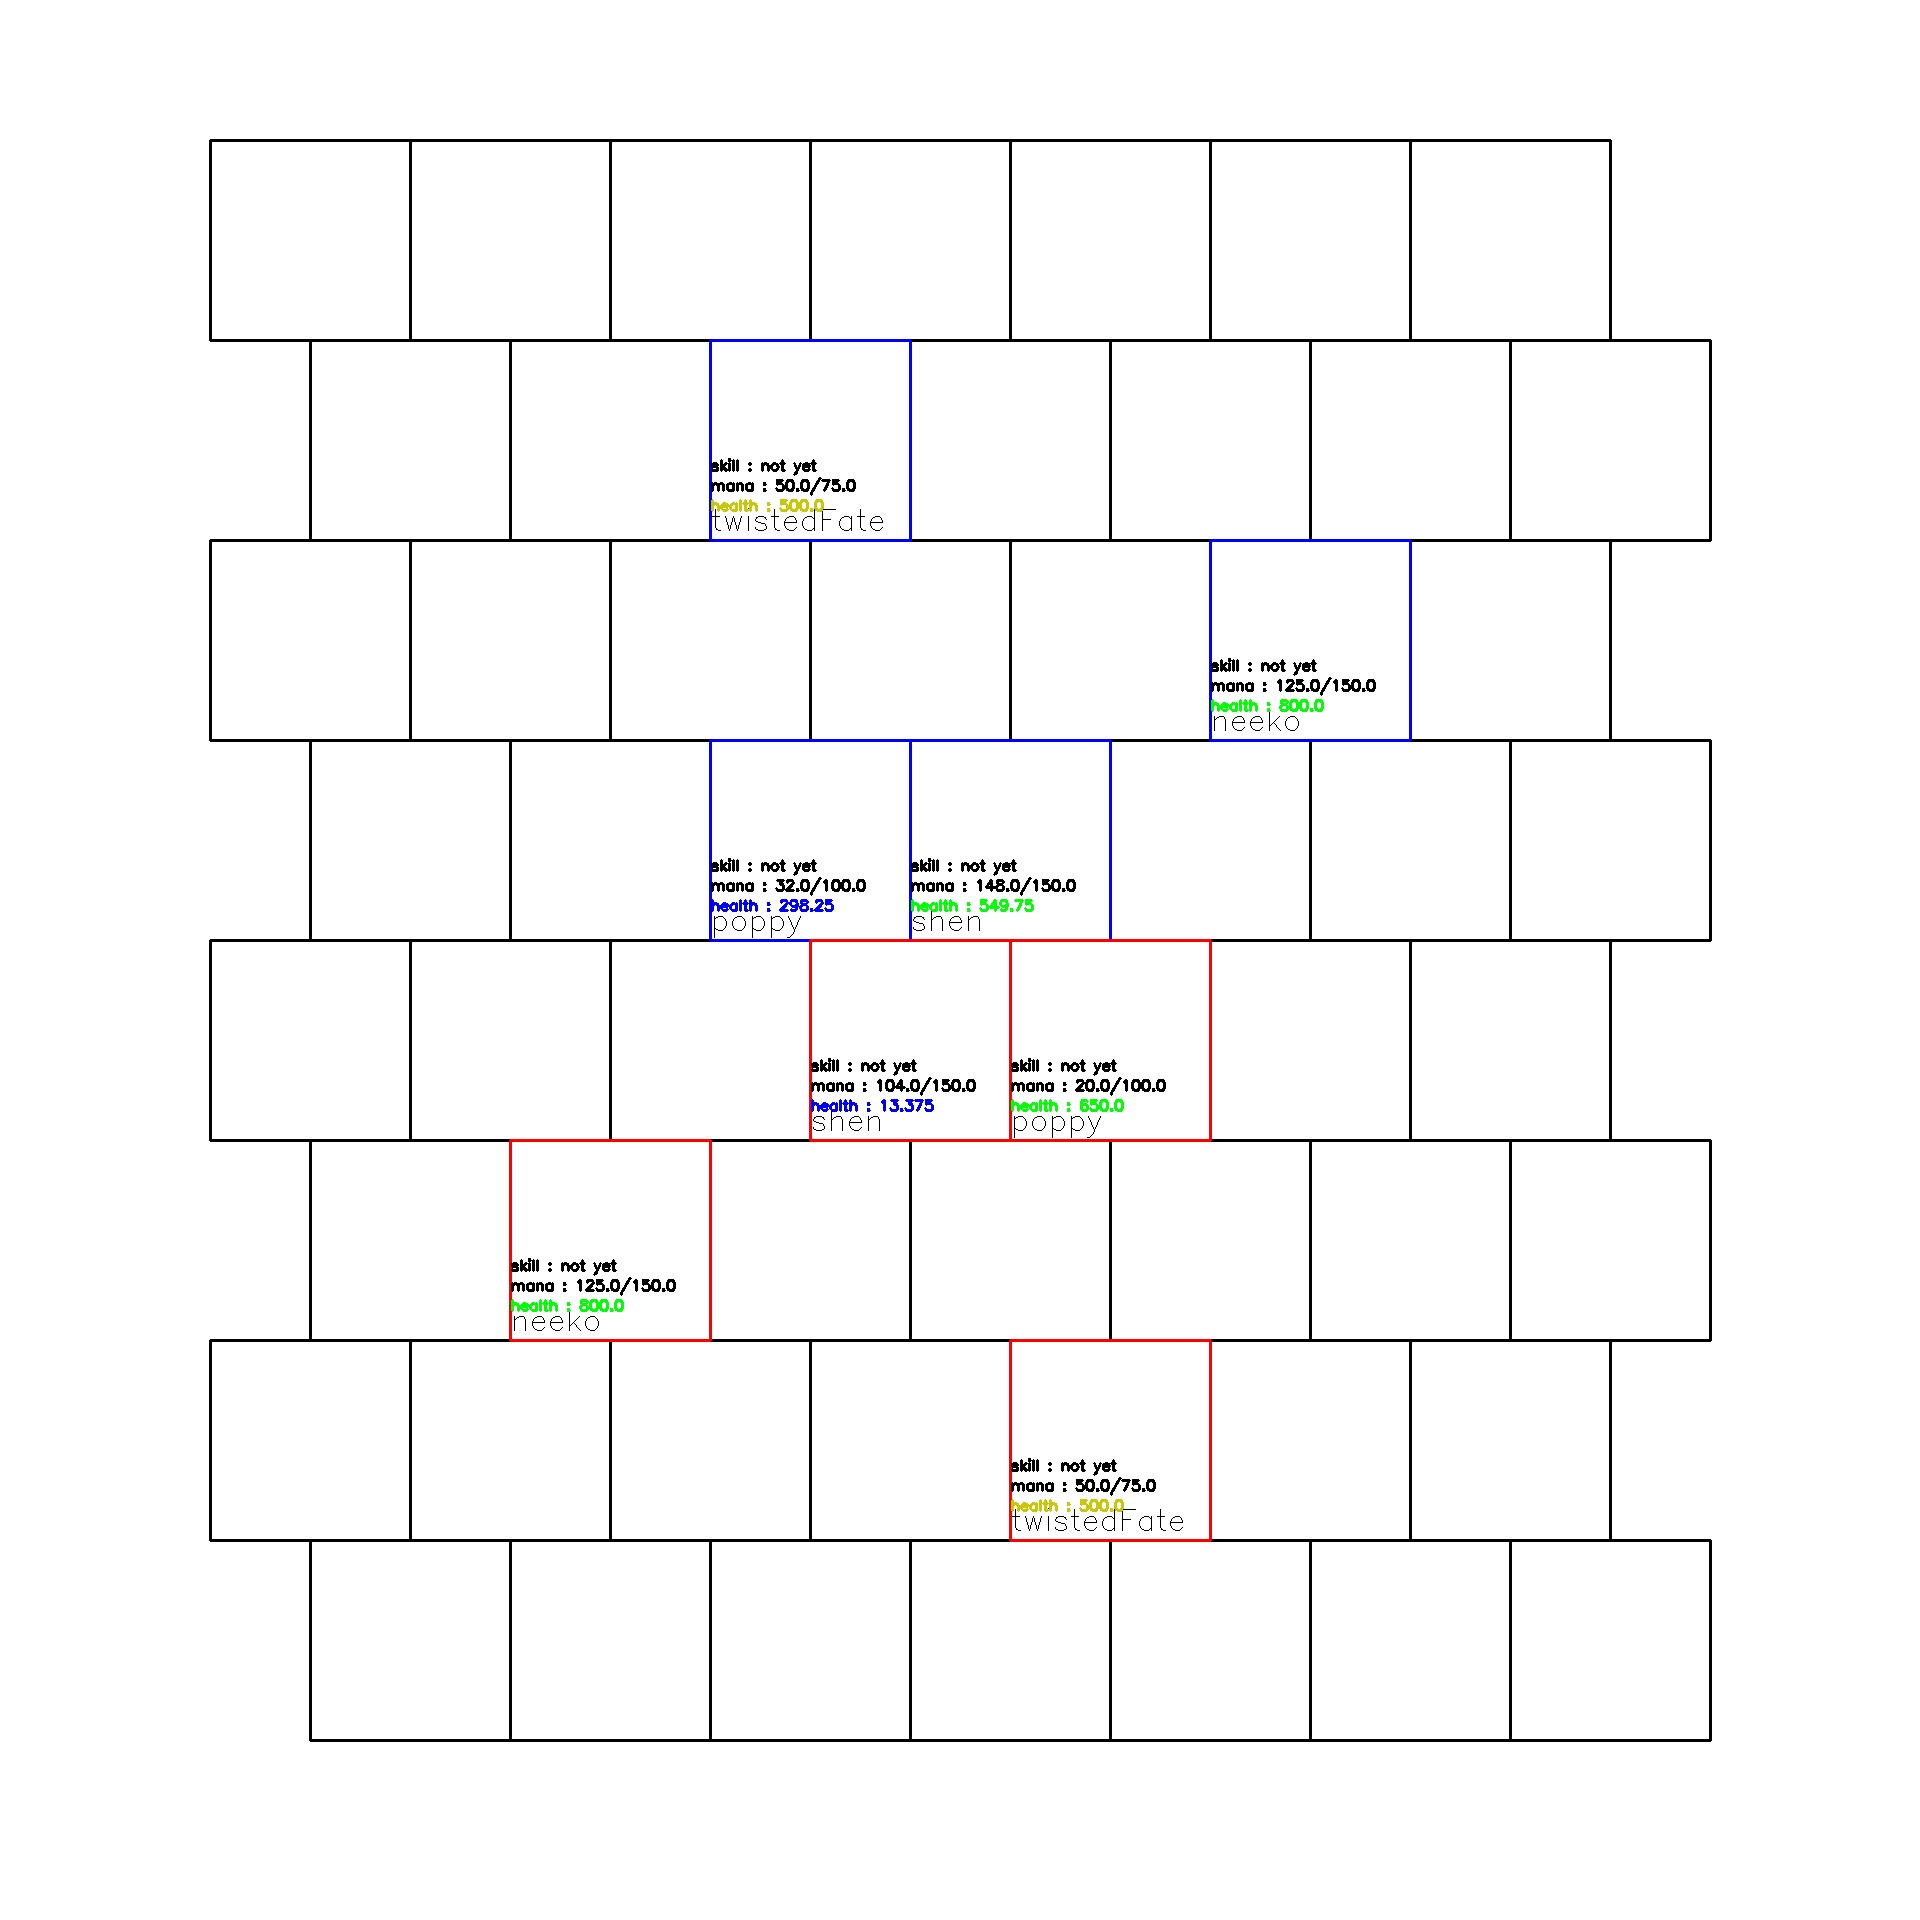 skill : not yet
mana : 50.0/75.0
health : 500.0
twistedFate
skill : not yet
mana : 125.0/150.0
health : 800.0
neeko
skill : not yet
mana : 32.0/100.0
health : 298.25
poppy
skill : not yet
mana : 148.0/150.0
health : 549.75
shen
skill : not yet
mana : 104.0/150.0
health : 13.375
shen
skill : not yet
mana : 20.0/100.0
health : 650.0
poppy
skill : not yet
mana : 125.0/150.0
health : 800.0
neeko
skill : not yet
mana : 50.0/75.0
health : 500.0
twistedFate